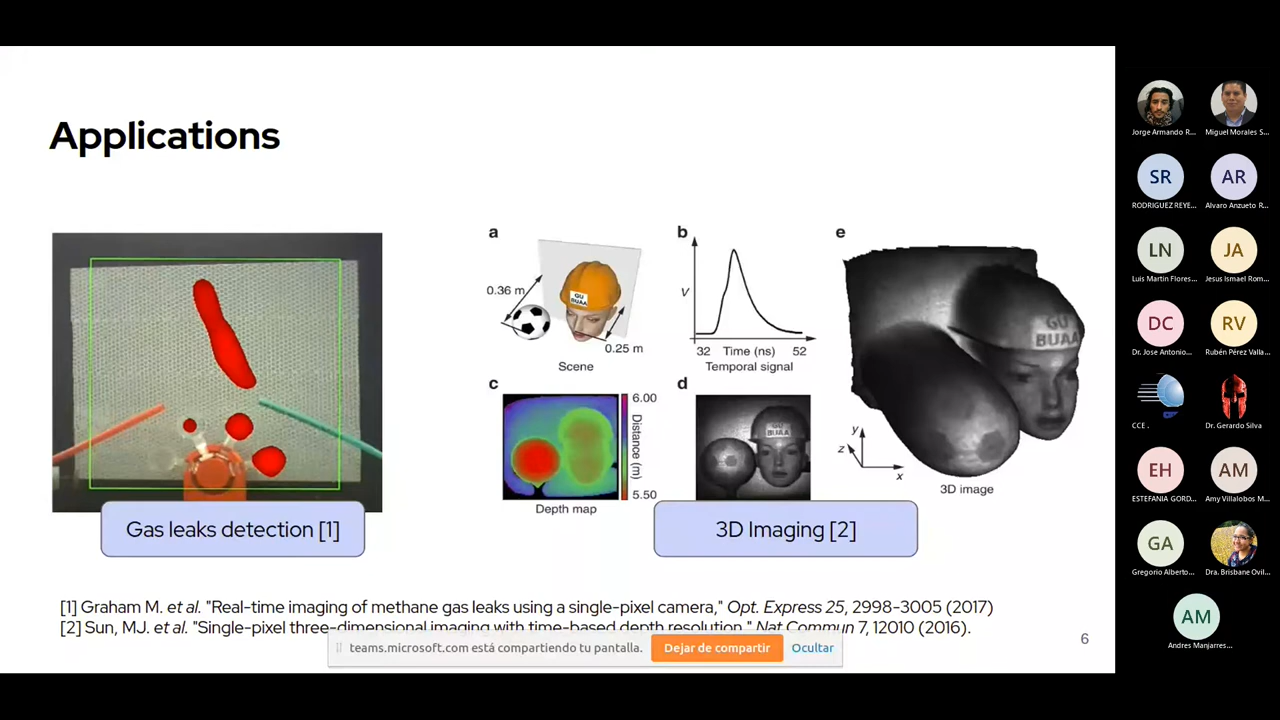 Applications
a
0.36 m
GU
BUAA
0.25 m
Scene
b
V
32 Time (ns) 52
Temporal signal
c
6.00
Distance (m)
5.50
Depth map
d
GU
BUAA
e
GU
BUAA
y
z
x
3D image
Gas leaks detection [1]
3D Imaging [2]
[1] Graham M. et al. "Real-time imaging of methane gas leaks using a single-pixel camera," Opt. Express 25, 2998-3005 (2017)
[2] Sun, MJ. et al. "Single-pixel three-dimensional imaging with time-based depth resolution." Nat Commun 7, 12010 (2016).
teams.microsoft.com está compartiendo tu pantalla.
Dejar de compartir
Ocultar
6
Jorge Armando R...
Miguel Morales S...
SR
RODRIGUEZ REYE...
AR
Alvaro Anzueto R...
LN
Luis Martin Flores...
JA
Jesus Ismael Rom...
DC
Dr. Jose Antonio...
RV
Rubén Pérez Valla...
CCE .
Dr. Gerardo Silva
EH
ESTEFANIA GORD...
AM
Amy Villalobos M...
GA
Gregorio Alberto...
Dra. Brisbane Ovil...
AM
Andres Manjarres...